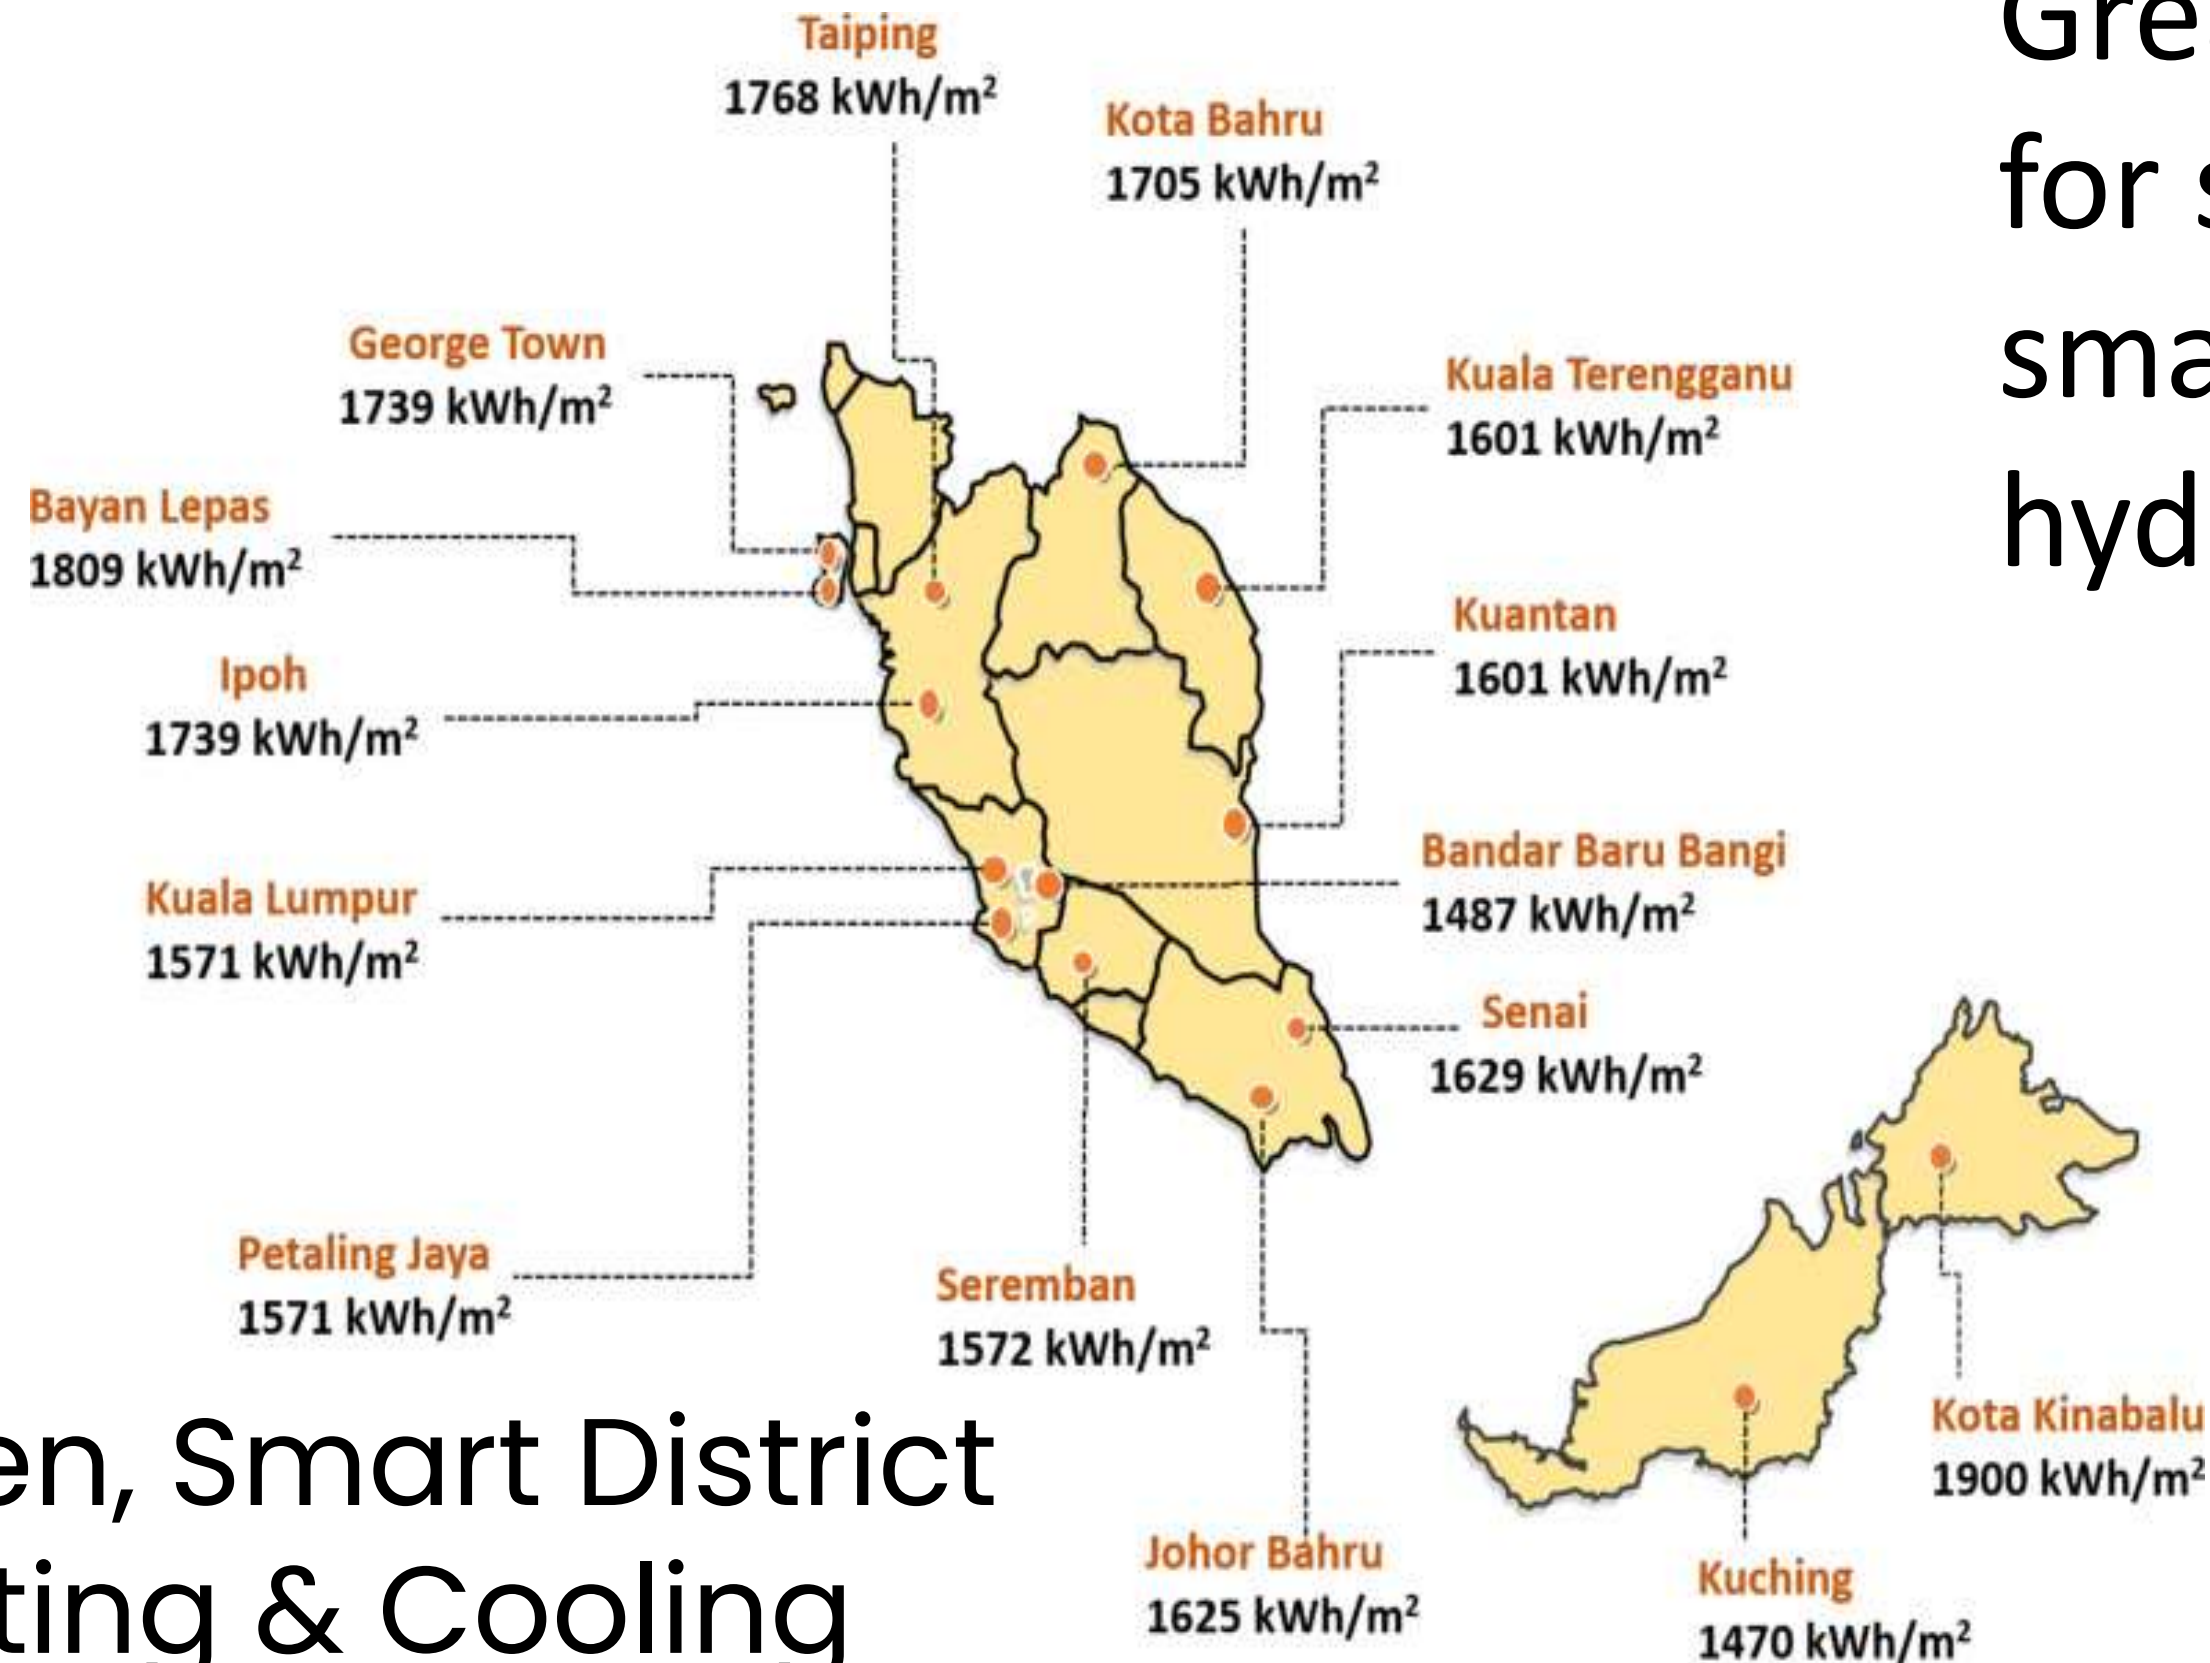 Taiping
1768 kWh/m²
Kota Bahru
1705 kWh/m²
for
hyd
George Town
1739 kWh/m²
Kuala Terengganu
1601 kWh/m²
Bayan Lepas
1809 kWh/m²
Kuantan
1601 kWh/m²
Ipoh
1739 kWh/m²
Bandar Baru Bangi
1487 kWh/m²
Kuala Lumpur
1571 kWh/m²
Senai
1629 kWh/m²
Petaling Jaya
1571 kWh/m²
Seremban
1572 kWh/m²
Kota Kinabalu
1900 kWh/m²
Johor Bahru
1625 kWh/m²
Kuching
1470 kWh/m²
en, Smart District
ting & Cooling